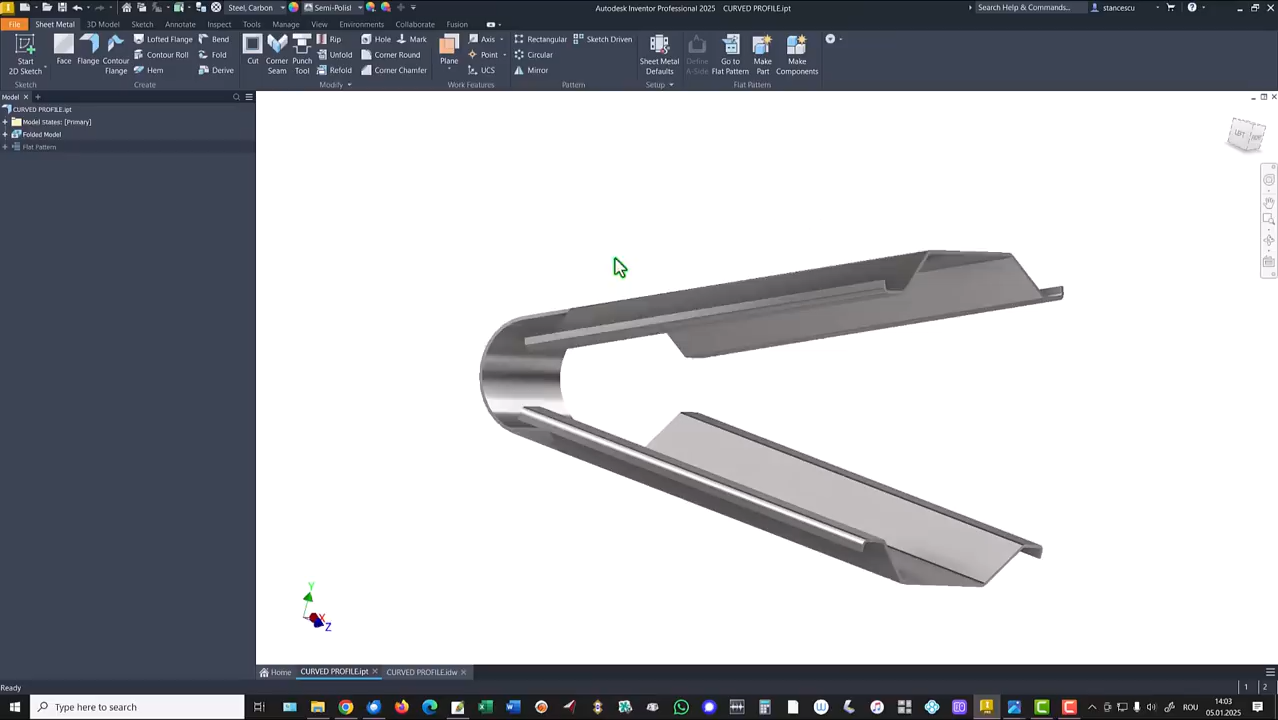 Steel, Carbon
Semi-Polisl
Autodesk Inventor Professional 2025 CURVED PROFILE.ipt
Search Help & Commands...
stancescu
File
Sheet Metal
3D Model
Sketch
Annotate
Inspect
Tools
Manage
View
Environments
Collaborate
Fusion
Start
2D Sketch
Face
Flange
Contour
Flange
Lofted Flange
Contour Roll
Hem
Bend
Fold
Derive
Cut
Corner
Seam
Punch
Tool
Rip
Unfold
Refold
Hole
Mark
Corner Round
Corner Chamfer
Plane
Axis
Point
UCS
Rectangular
Circular
Mirror
Sketch Driven
Sheet Metal
Defaults
Define
A-Side
Go to
Flat Pattern
Make
Part
Make
Components
Sketch
Create
Modify
Work Features
Pattern
Setup
Flat Pattern
Model
CURVED PROFILE.ipt
Model States: [Primary]
Folded Model
Flat Pattern
LEFT
Y
X
Z
Home
CURVED PROFILE.ipt
CURVED PROFILE.idw
Ready
1
2
Type here to search
ROU
14:03
05.01.2025